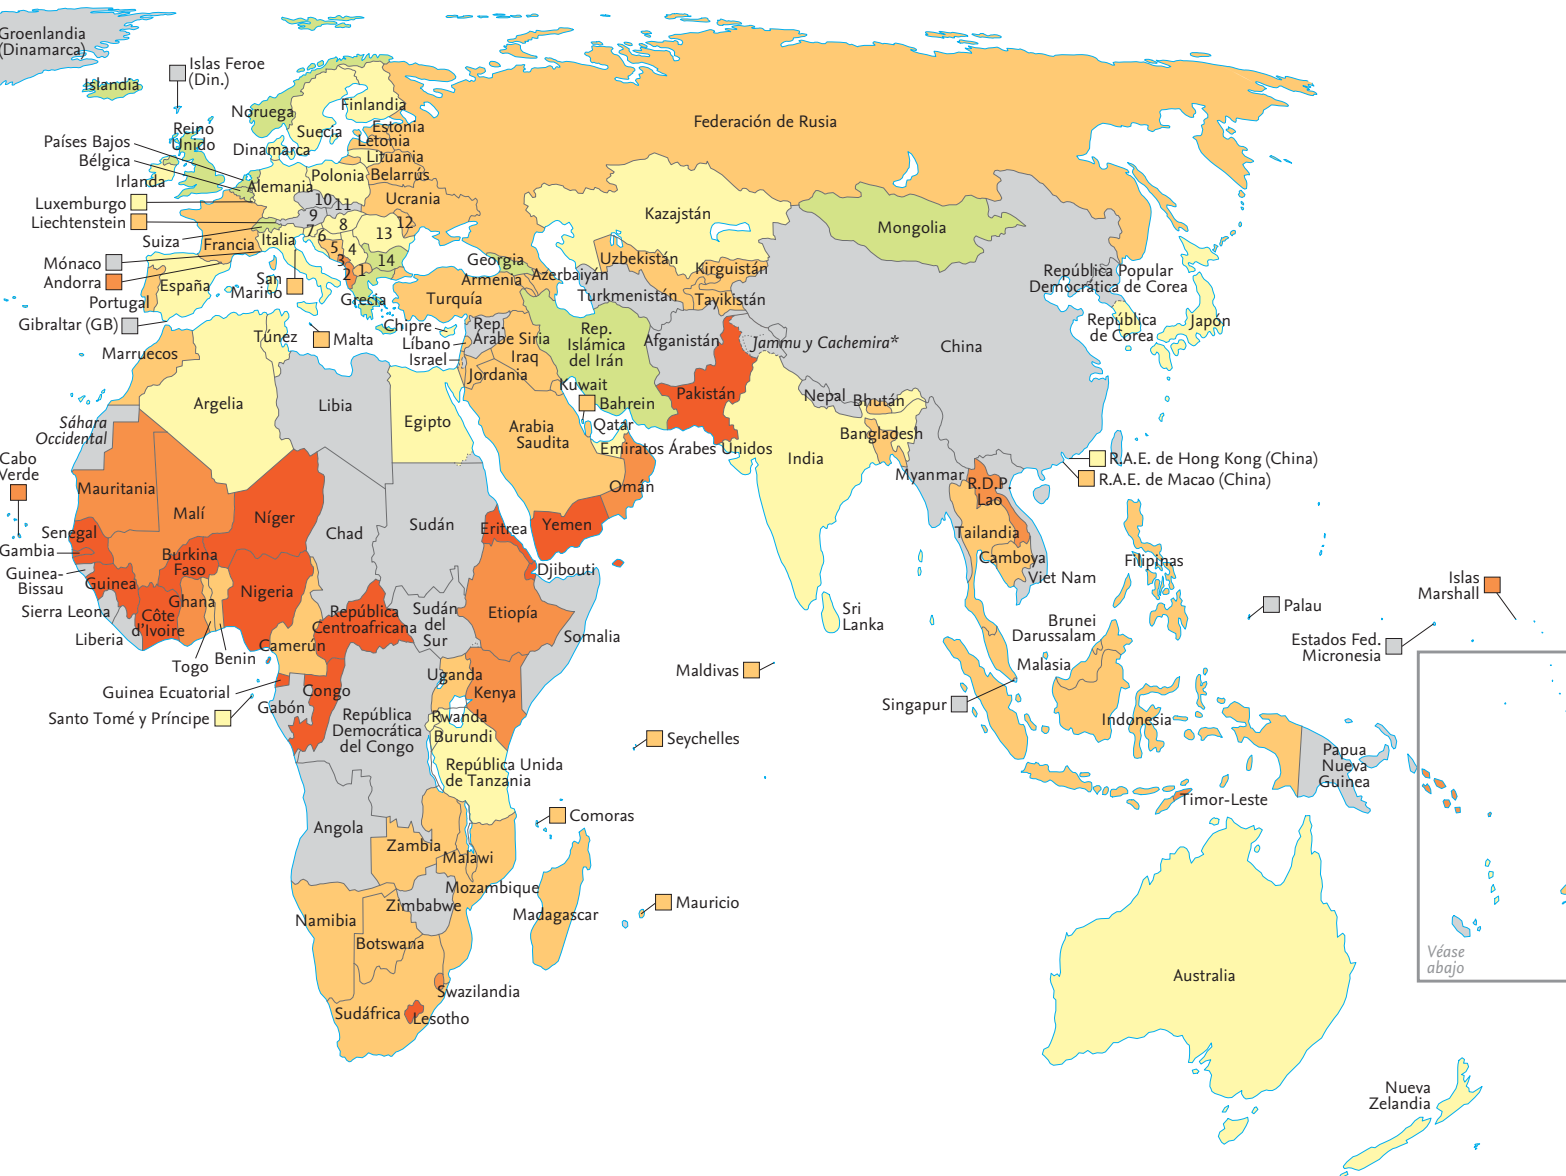 Groenlandia
(Dinamarca)
Islandia
Islas Feroe
(Din.)
Noruega
Finlandia
Suecia
Estonia
Letonia
Lituania
Belarrús
Reino
Unido
Dinamarca
Países Bajos
Bélgica
Irlanda
Alemania
Polonia
Luxemburgo
Liechtenstein
Ucrania
10
11
9
8
12
7
6
13
5
4
3
14
2
1
Suiza
Francia
Italia
Mónaco
Andorra
España
San
Marino
Portugal
Gibraltar (GB)
Grecia
Georgia
Armenia
Azerbaiyán
Turquía
Federación de Rusia
Kazajstán
Mongolia
Uzbekistán
Kirguistán
Turkmenistán
Tayikistán
República Popular
Democrática de Corea
República
de Corea
Japón
Marruecos
Túnez
Malta
Chipre
Líbano
Israel
Rep.
Árabe Siria
Iraq
Jordania
Rep.
Islámica
del Irán
Afganistán
Jammu y Cachemira*
China
Kuwait
Bahrein
Qatar
Emiratos Árabes Unidos
Pakistán
Nepal
Bhután
Bangladesh
India
Myanmar
Argelia
Libia
Egipto
Arabia
Saudita
Omán
Yemen
Sáhara
Occidental
Cabo
Verde
Mauritania
Malí
Níger
Chad
Sudán
Eritrea
Djibouti
Senegal
Gambia
Guinea-
Bissau
Guinea
Sierra Leona
Liberia
Burkina
Faso
Ghana
Côte
d'Ivoire
Togo
Benin
Nigeria
Camerún
República
Centroafricana
Sudán
del
Sur
Etiopía
Somalia
Guinea Ecuatorial
Santo Tomé y Príncipe
Gabón
Congo
República
Democrática
del Congo
Uganda
Kenya
Rwanda
Burundi
República Unida
de Tanzania
Angola
Zambia
Malawi
Mozambique
Zimbabwe
Namibia
Botswana
Sudáfrica
Swazilandia
Lesotho
Madagascar
Comoras
Mauricio
Seychelles
Maldivas
Sri
Lanka
R.A.E. de Hong Kong (China)
R.A.E. de Macao (China)
R.D.P.
Lao
Tailandia
Camboya
Viet Nam
Filipinas
Brunei
Darussalam
Malasia
Singapur
Indonesia
Palau
Islas
Marshall
Estados Fed.
Micronesia
Papua
Nueva
Guinea
Timor-Leste
Australia
Nueva
Zelandia
Véase
abajo